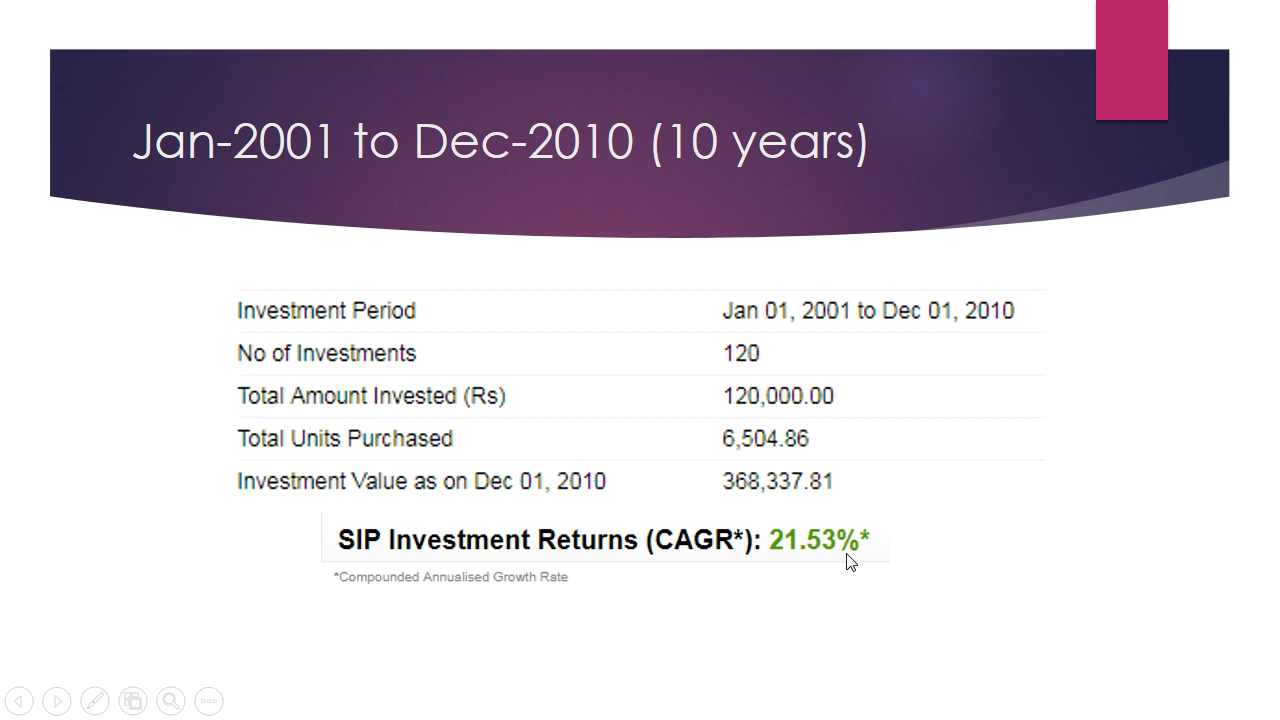 Jan-2001 to Dec-2010 (10 years)
Investment Period Jan 01, 2001 to Dec 01, 2010
No of Investments 120
Total Amount Invested (Rs) 120,000.00
Total Units Purchased 6,504.86
Investment Value as on Dec 01, 2010 368,337.81
SIP Investment Returns (CAGR*): 21.53%*
*Compounded Annualised Growth Rate